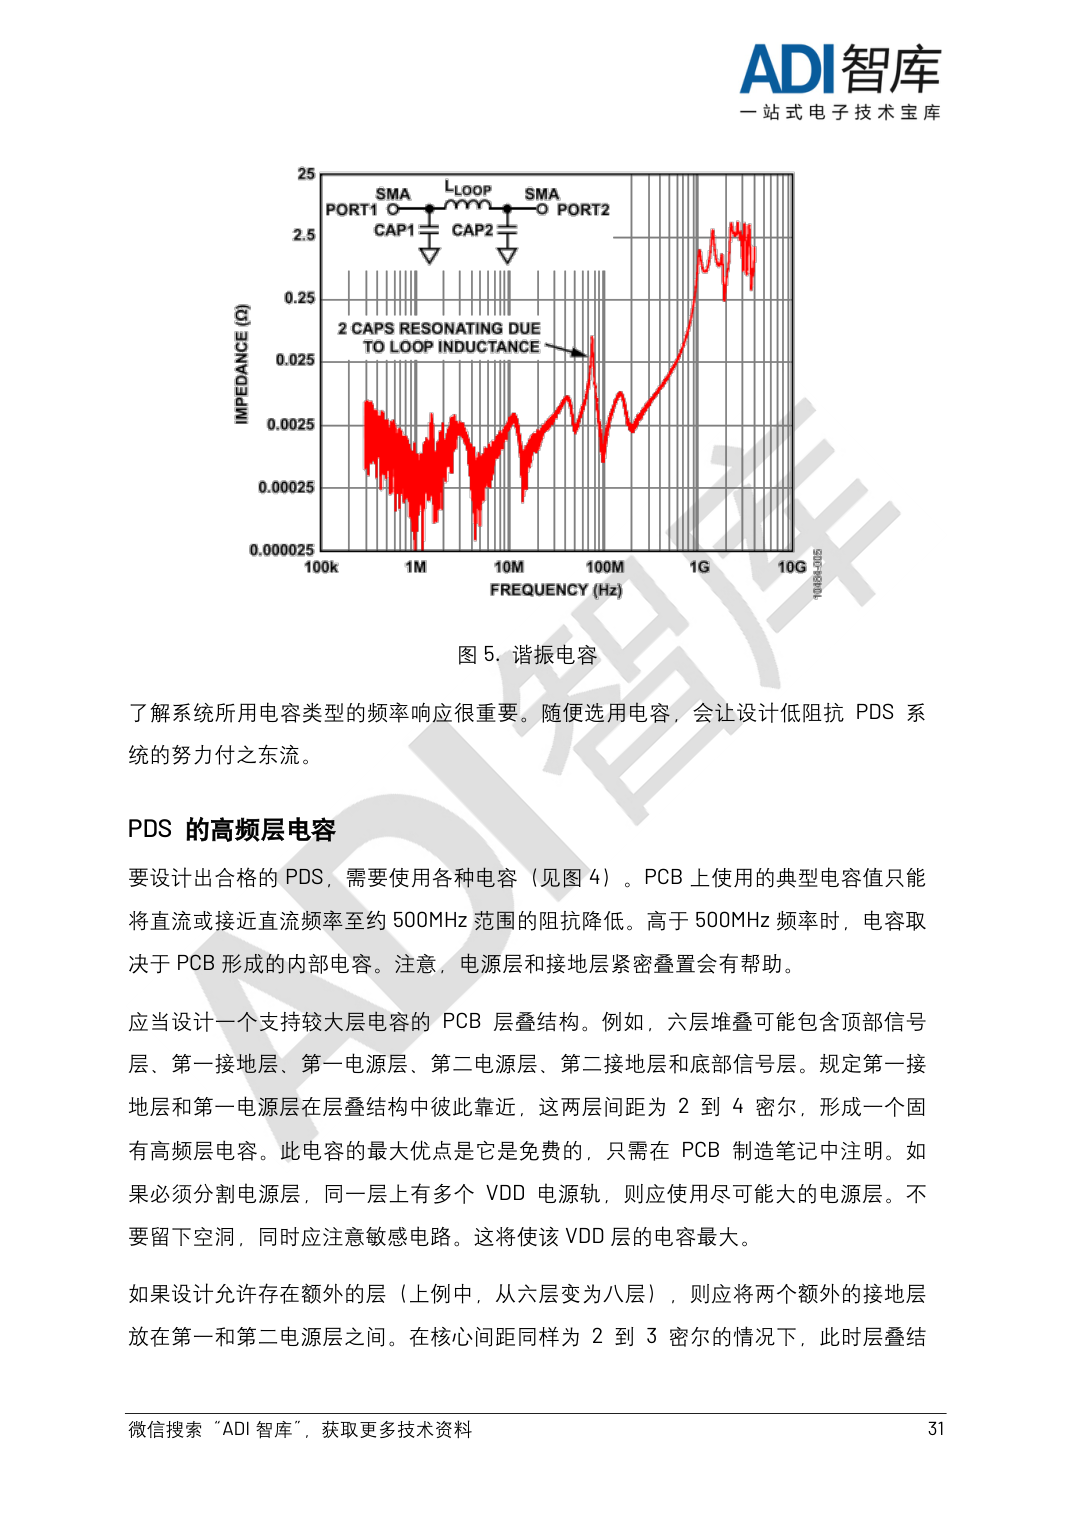 ADI智库
一站式电子技术宝库
25
SMA
LLOOP
SMA
PORT1
PORT2
CAP1
CAP2
2.5
0.25
2 CAPS RESONATING DUE
TO LOOP INDUCTANCE
0.025
IMPEDANCE (Ω)
0.0025
0.00025
0.000025
100k 1M 10M 100M 1G 10G
FREQUENCY (Hz)
10484-005
图 5. 谐振电容
了解系统所用电容类型的频率响应很重要。随便选用电容，会让设计低阻抗 PDS 系
统的努力付之东流。
PDS 的高频层电容
要设计出合格的 PDS，需要使用各种电容（见图 4）。PCB 上使用的典型电容值只能
将直流或接近直流频率至约 500MHz 范围的阻抗降低。高于 500MHz 频率时，电容取
决于 PCB 形成的内部电容。注意，电源层和接地层紧密叠置会有帮助。
应当设计一个支持较大层电容的 PCB 层叠结构。例如，六层堆叠可能包含顶部信号
层、第一接地层、第一电源层、第二电源层、第二接地层和底部信号层。规定第一接
地层和第一电源层在层叠结构中彼此靠近，这两层间距为 2 到 4 密尔，形成一个固
有高频层电容。此电容的最大优点是它是免费的，只需在 PCB 制造笔记中注明。如
果必须分割电源层，同一层上有多个 VDD 电源轨，则应使用尽可能大的电源层。不
要留下空洞，同时应注意敏感电路。这将使该 VDD 层的电容最大。
如果设计允许存在额外的层（上例中，从六层变为八层），则应将两个额外的接地层
放在第一和第二电源层之间。在核心间距同样为 2 到 3 密尔的情况下，此时层叠结
ADI智库
微信搜索“ADI 智库”，获取更多技术资料
31